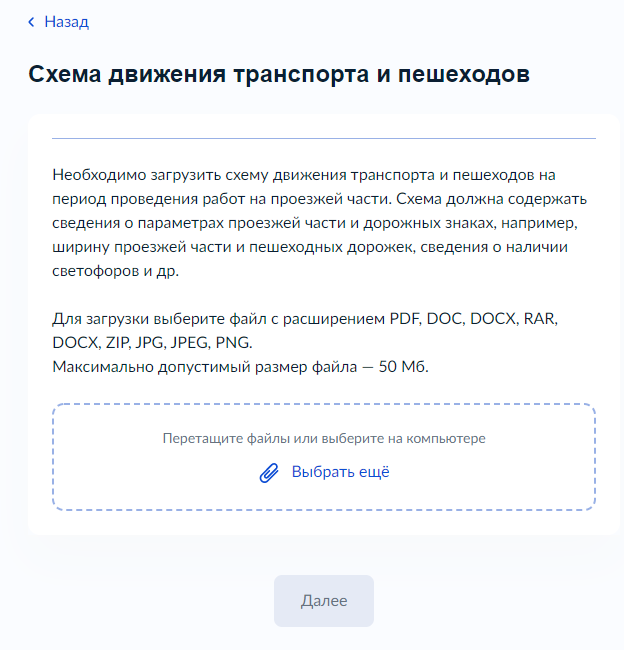 Назад
Схема движения транспорта и пешеходов
Необходимо загрузить схему движения транспорта и пешеходов на
период проведения работ на проезжей части. Схема должна содержать
сведения о параметрах проезжей части и дорожных знаках, например,
ширину проезжей части и пешеходных дорожек, сведения о наличии
светофоров и др.
Для загрузки выберите файл с расширением PDF, DOC, DOCX, RAR,
DOCX, ZIP, JPG, JPEG, PNG.
Максимально допустимый размер файла — 50 Мб.
Перетащите файлы или выберите на компьютере
Выбрать ещё
Далее